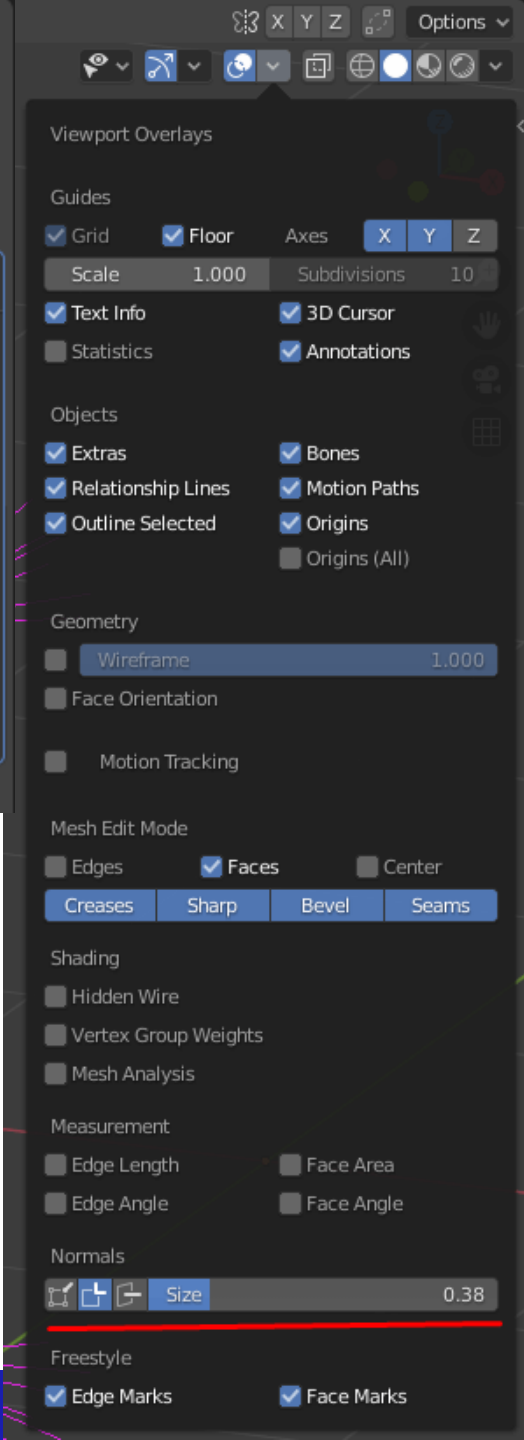 X Y Z Options
Viewport Overlays
Guides
Grid Floor Axes X Y Z
Scale 1.000 Subdivisions 10
Text Info 3D Cursor
Statistics Annotations
Objects
Extras Bones
Relationship Lines Motion Paths
Outline Selected Origins
Origins (All)
Geometry
Wireframe 1.000
Face Orientation
Motion Tracking
Mesh Edit Mode
Edges Faces Center
Creases Sharp Bevel Seams
Shading
Hidden Wire
Vertex Group Weights
Mesh Analysis
Measurement
Edge Length Face Area
Edge Angle Face Angle
Normals
Size 0.38
Freestyle
Edge Marks Face Marks